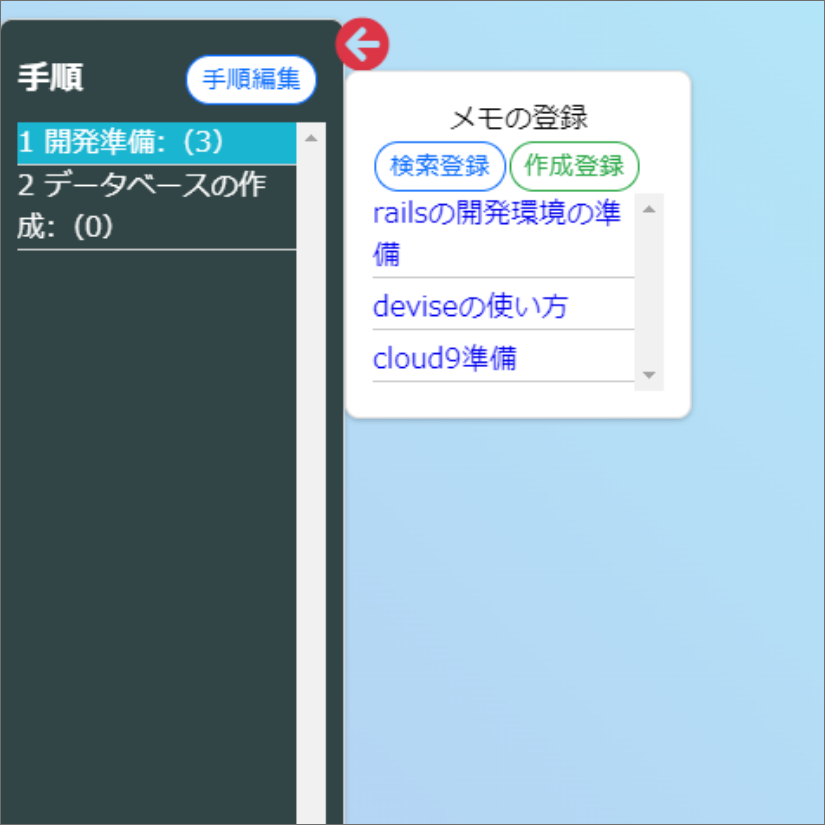 手順
手順編集
1 開発準備:（3）
2 データベースの作
成:（0）
メモの登録
検索登録
作成登録
railsの開発環境の準
備
deviseの使い方
cloud9準備